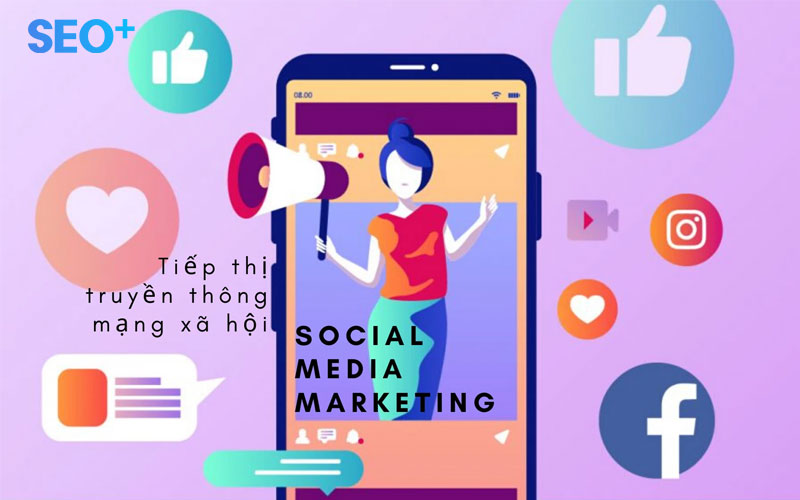 SEO+
08.00
Tiếp thị
truyền thông
mạng xã hội
SOCIAL
MEDIA
MARKETING